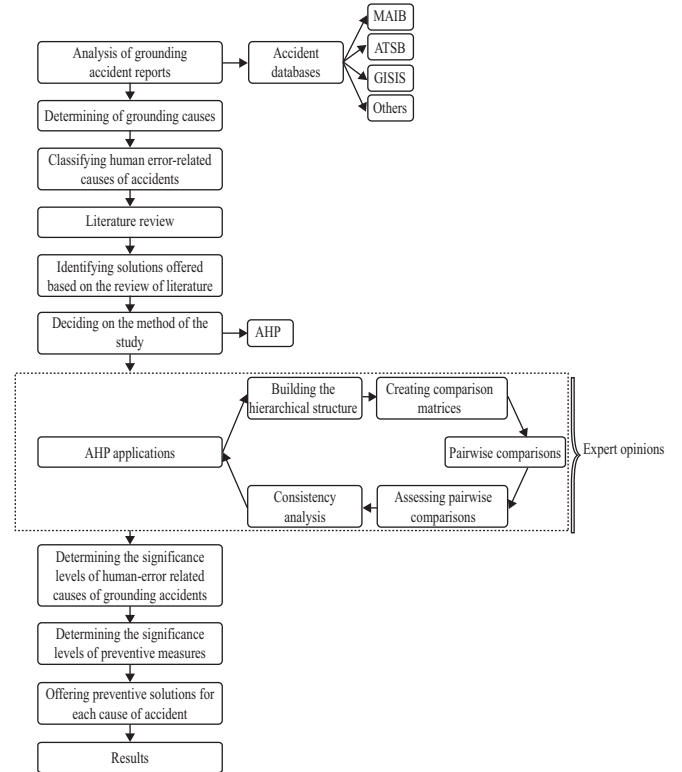 MAIB
Analysis of grounding
accident reports
Accident
databases
ATSB
GISIS
Others
Determining of grounding causes
Classifying human error-related
causes of accidents
Literature review
Identifying solutions offered
based on the review of literature
Deciding on the method of the
study
AHP
Building the
hierarchical structure
Creating comparison
matrices
AHP applications
Pairwise comparisons
Expert opinions
Consistency
analysis
Assessing pairwise
comparisons
Determining the significance
levels of human-error related
causes of grounding accidents
Determining the significance
levels of preventive measures
Offering preventive solutions for
each cause of accident
Results